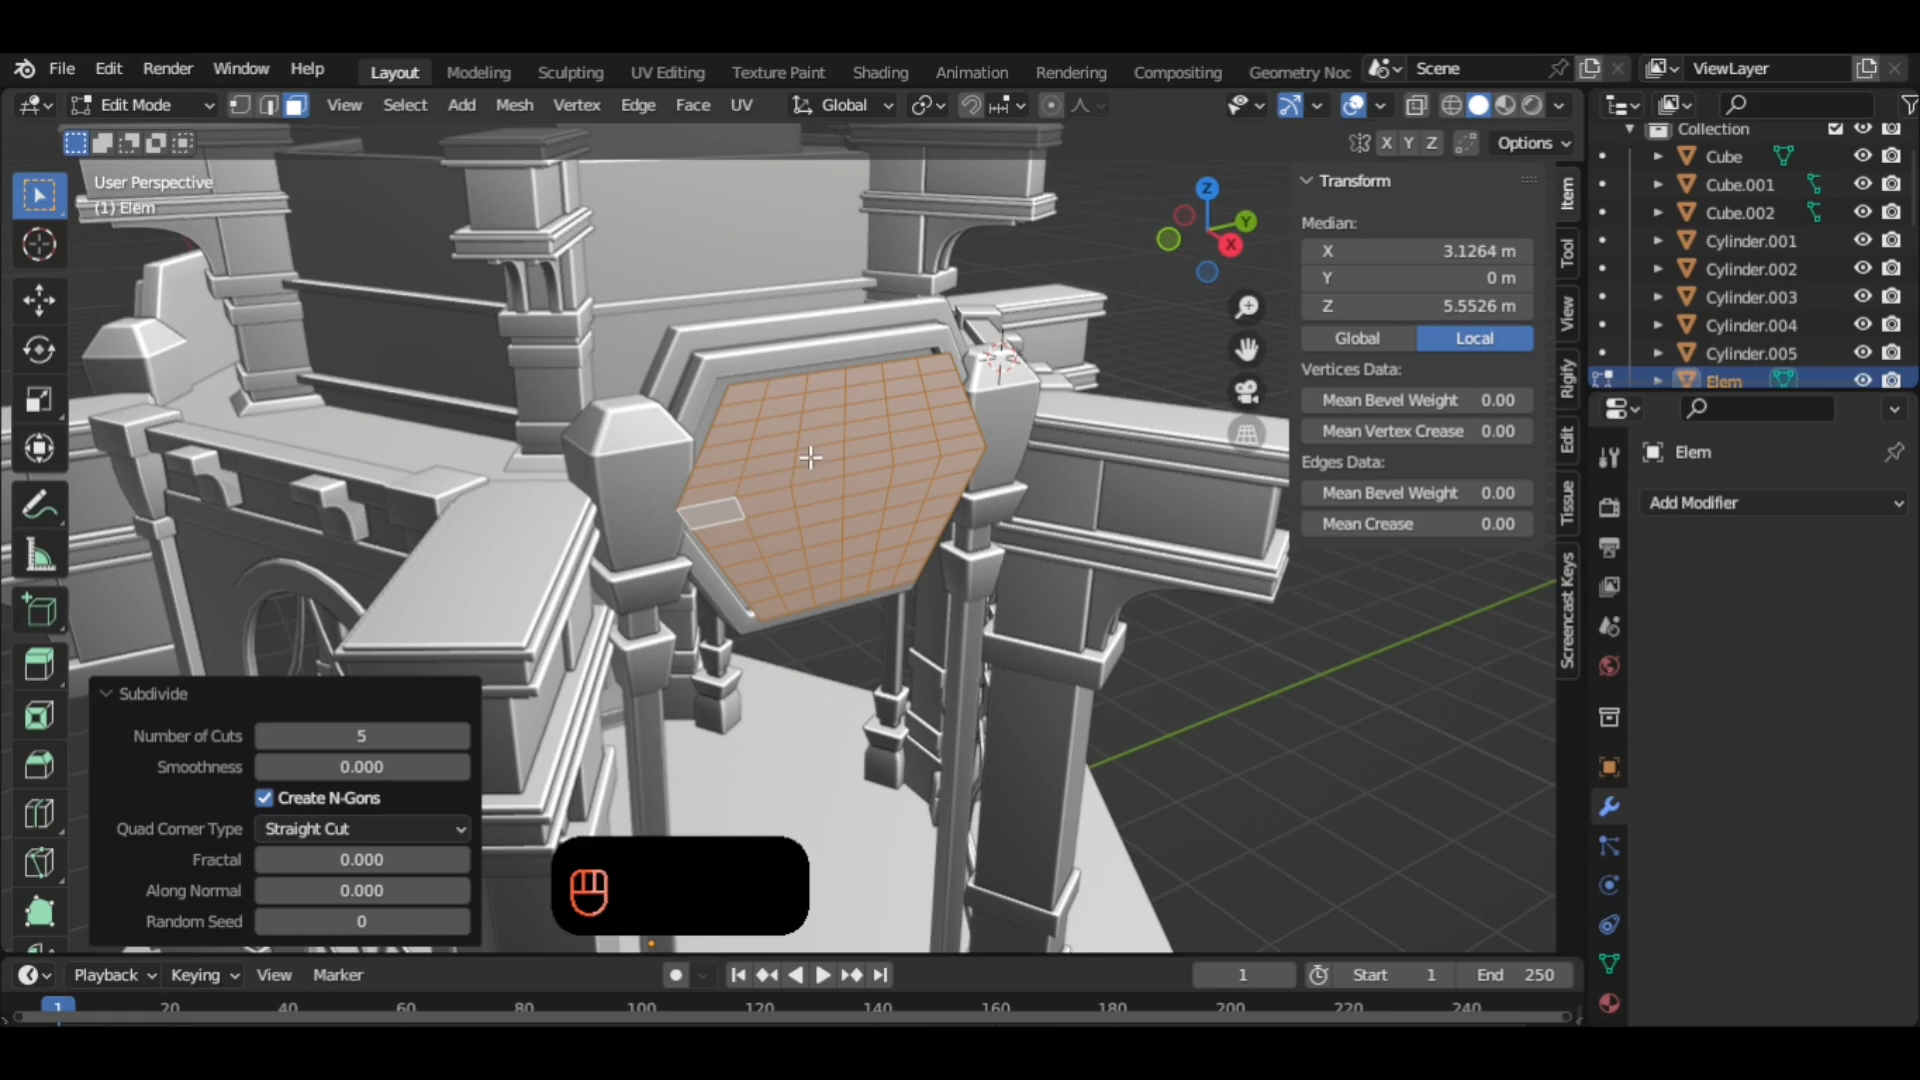 File Edit Render Window Help Layout Modeling Sculpting UV Editing Texture Paint Shading Animation Rendering Compositing Geometry Noc Scene ViewLayer
Edit Mode View Select Add Mesh Vertex Edge Face UV Global
X Y Z Options
User Perspective
(1) Elem
Z
Y
X
Transform
Median:
X 3.1264 m
Y 0 m
Z 5.5526 m
Global Local
Vertices Data:
Mean Bevel Weight 0.00
Mean Vertex Crease 0.00
Edges Data:
Mean Bevel Weight 0.00
Mean Crease 0.00
Item
Tool
View
Rigify
Edit
Tissue
Screencast Keys
Collection
Cube
Cube.001
Cube.002
Cylinder.001
Cylinder.002
Cylinder.003
Cylinder.004
Cylinder.005
Elem
Elem
Add Modifier
Subdivide
Number of Cuts 5
Smoothness 0.000
Create N-Gons
Quad Corner Type Straight Cut
Fractal 0.000
Along Normal 0.000
Random Seed 0
Playback Keying View Marker 1 Start 1 End 250
1 20 40 60 80 100 120 140 160 180 200 220 240